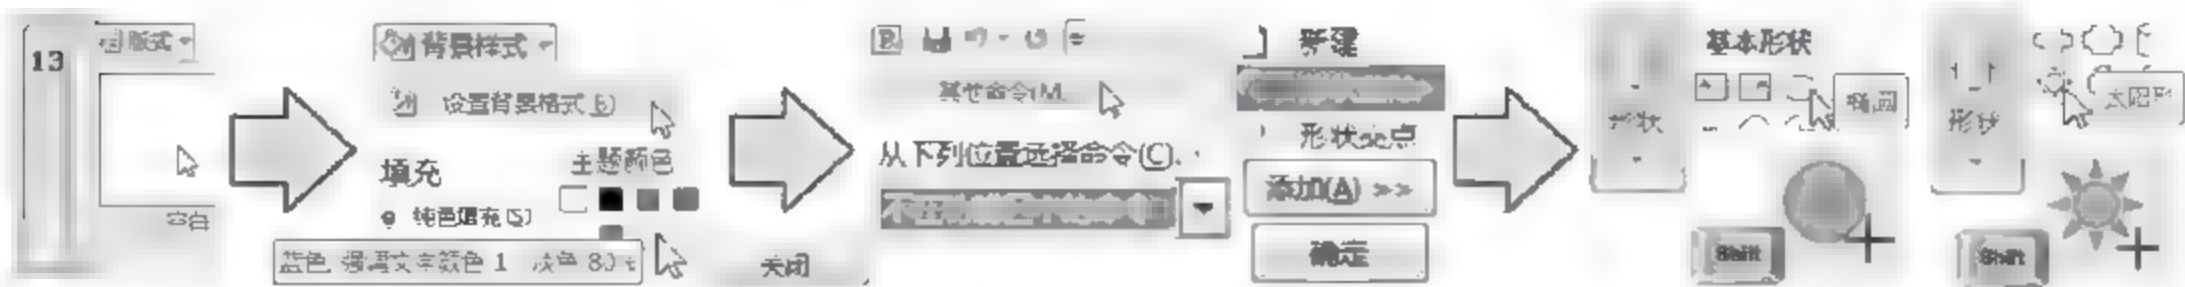 13
版式
空白
背景样式
设置背景格式(B)
填充
纯色填充(S)
主题颜色
蓝色, 强调文字颜色 1
淡色 80%
关闭
其他命令(M)
从下列位置选择命令(C)
新建
形状
添加(A) >>
确定
形状
基本形状
椭圆
Shift
形状
太阳形
Shift